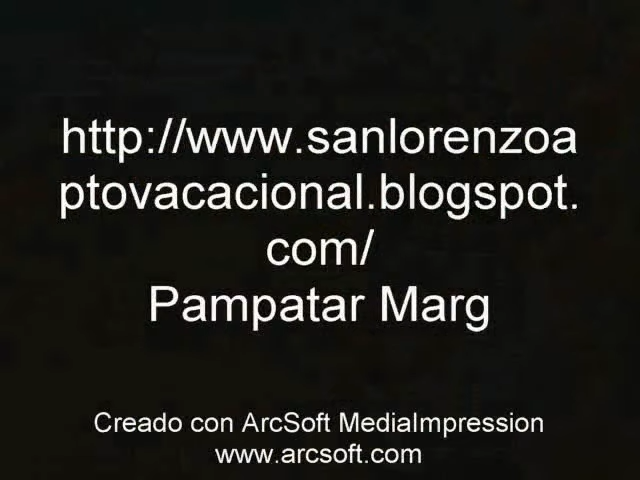 http://www.sanlorenzoa
ptovacacional.blogspot.
com/
Pampatar Marg
Creado con ArcSoft MediaImpression
www.arcsoft.com